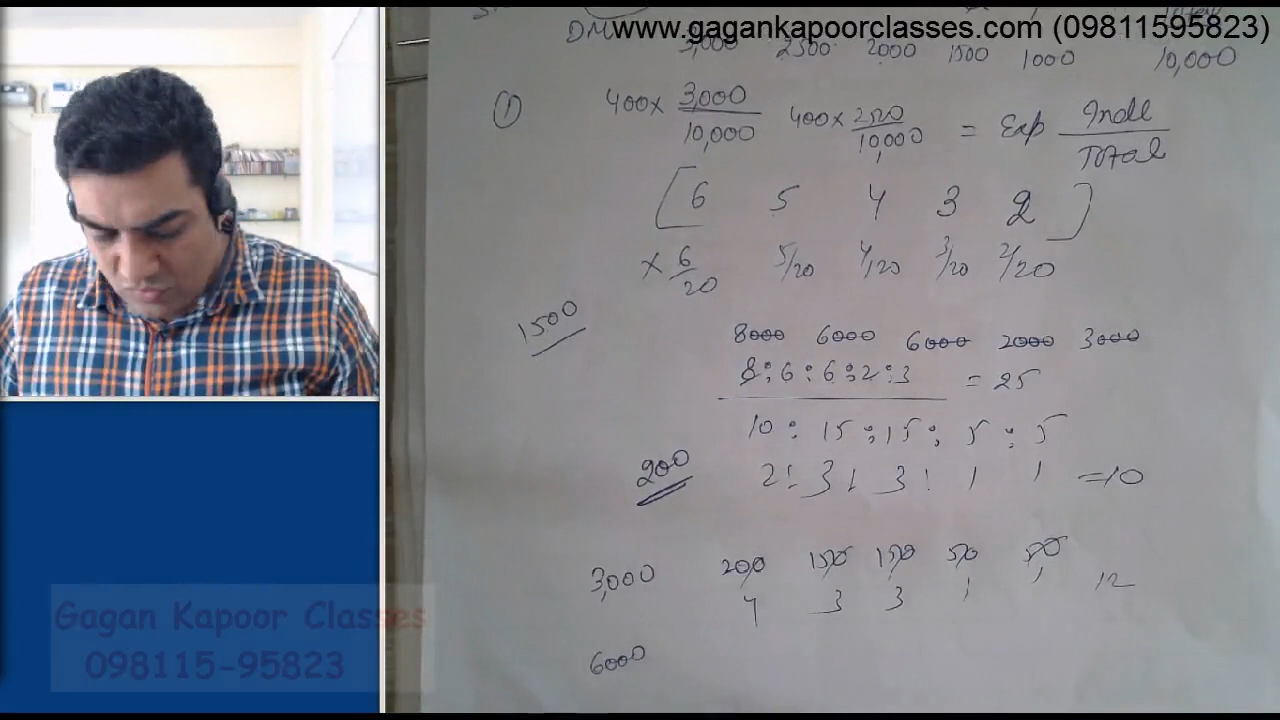 www.gagankapoorclasses.com (09811595823)
3,000 2500 2000 1500 1000 10,000
① 400 × 3,000/10,000 400 × 2500/10,000 = Exp Indl/Total
[6 5 4 3 2]
× 6/20 5/20 4/20 3/20 2/20
1500
8000 6000 6000 2000 3000
8:6:6:2:3 = 25
10 : 15 : 15 : 5 : 5
200
2 : 3 : 3 : 1 1 = 10
3,000 200 150 150 50 50
4 3 3 1 1 12
6000
Gagan Kapoor Classes
098115-95823